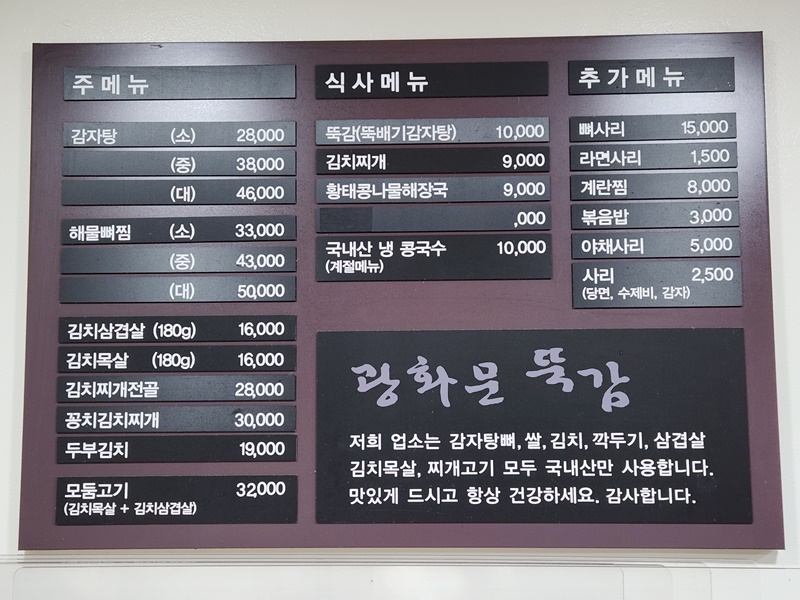 주메뉴
감자탕 (소) 28,000
(중) 38,000
(대) 46,000
해물뼈찜 (소) 33,000
(중) 43,000
(대) 50,000
김치삼겹살 (180g) 16,000
김치목살 (180g) 16,000
김치찌개전골 28,000
꽁치김치찌개 30,000
두부김치 19,000
모둠고기 32,000
(김치목살 + 김치삼겹살)
식사메뉴
뚝감(뚝배기감자탕) 10,000
김치찌개 9,000
황태콩나물해장국 9,000
,000
국내산 냉 콩국수 10,000
(계절메뉴)
추가메뉴
뼈사리 15,000
라면사리 1,500
계란찜 8,000
볶음밥 3,000
야채사리 5,000
사리 2,500
(당면, 수제비, 감자)
광화문 뚝감
저희 업소는 감자탕뼈, 쌀, 김치, 깍두기, 삼겹살
김치목살, 찌개고기 모두 국내산만 사용합니다.
맛있게 드시고 항상 건강하세요. 감사합니다.